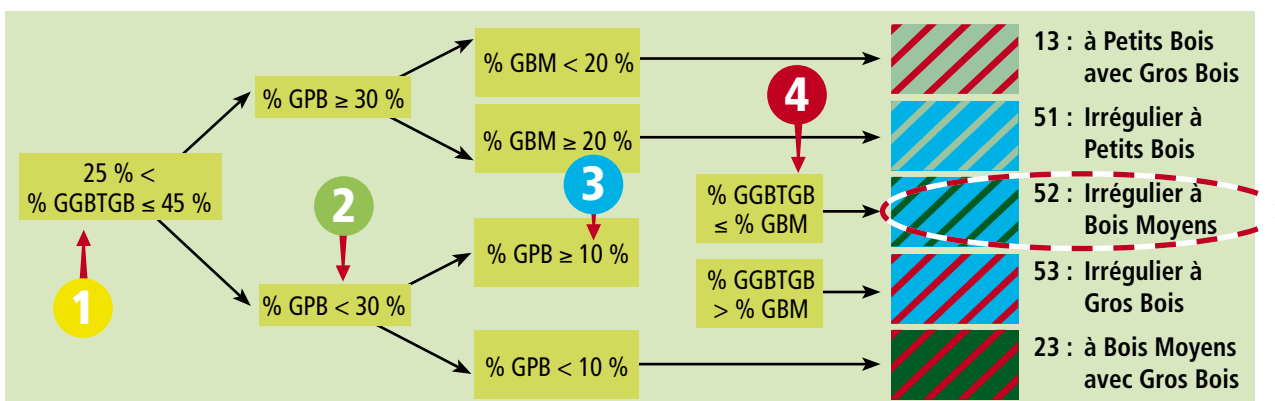 25 % <
% GGBTGB ≤ 45 %
1
% GPB ≥ 30 %
2
% GPB < 30 %
% GBM < 20 %
% GBM ≥ 20 %
3
% GPB ≥ 10 %
% GPB < 10 %
4
% GGBTGB
≤ % GBM
% GGBTGB
> % GBM
13 : à Petits Bois
avec Gros Bois
51 : Irrégulier à
Petits Bois
52 : Irrégulier à
Bois Moyens
53 : Irrégulier à
Gros Bois
23 : à Bois Moyens
avec Gros Bois